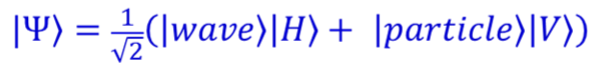 |Ψ⟩ = 1/√2(|wave⟩|H⟩ + |particle⟩|V⟩)